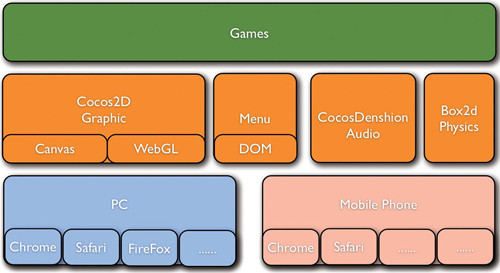 Games
Cocos2D
Graphic
Canvas
WebGL
Menu
DOM
CocosDenshion
Audio
Box2d
Physics
PC
Chrome
Safari
FireFox
......
Mobile Phone
Chrome
Safari
......
......